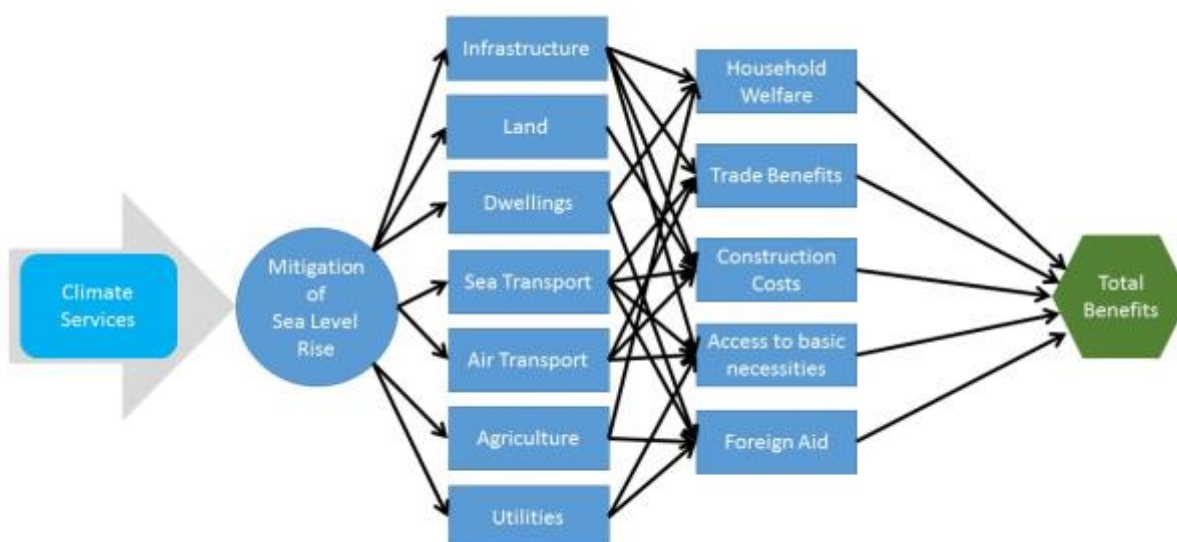 Climate
Services
Mitigation
of
Sea Level
Rise
Infrastructure
Land
Dwellings
Sea Transport
Air Transport
Agriculture
Utilities
Household
Welfare
Trade Benefits
Construction
Costs
Access to basic
necessities
Foreign Aid
Total
Benefits